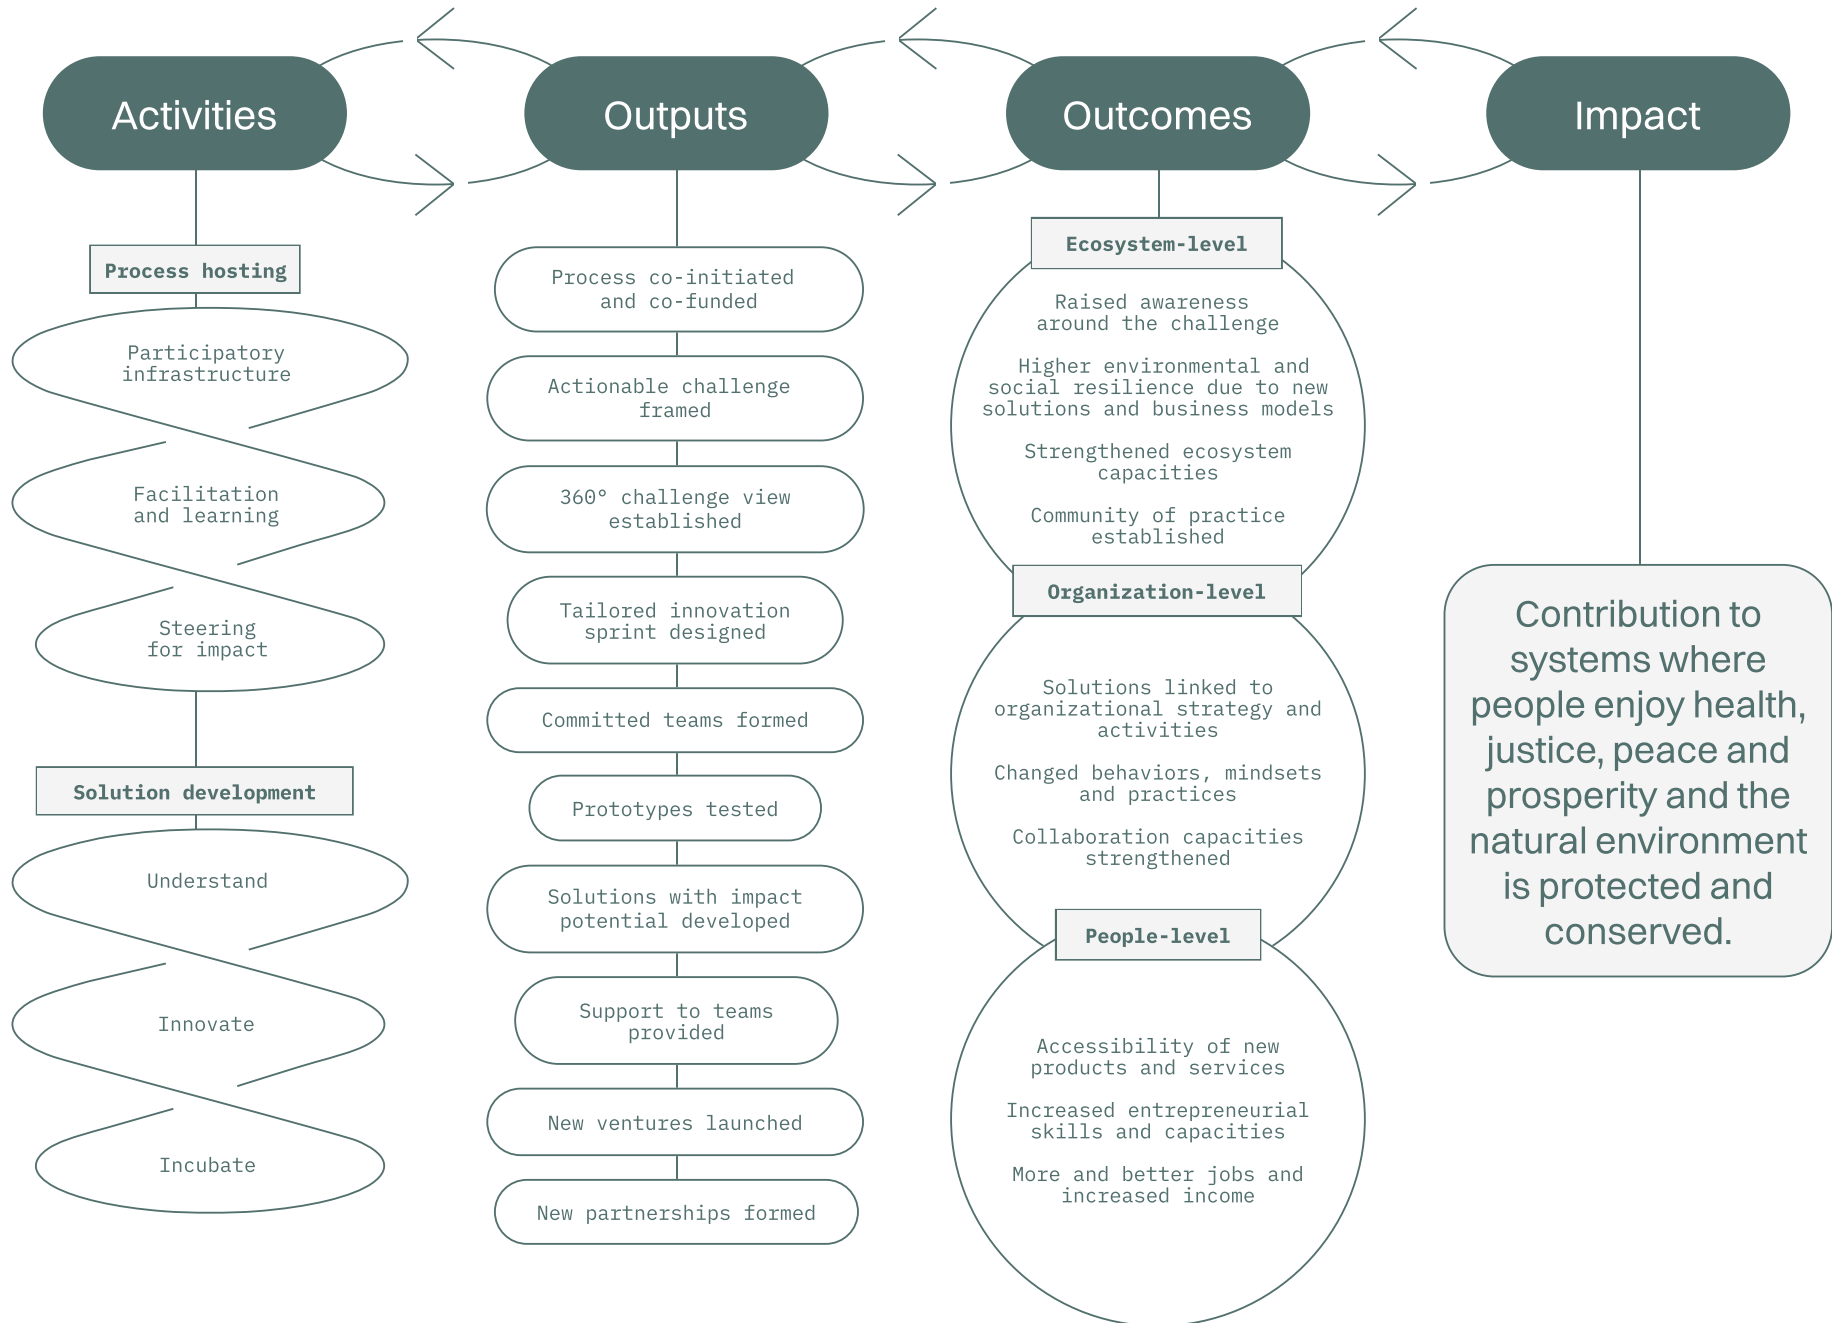 Activities
Outputs
Outcomes
Impact
Process hosting
Participatory
infrastructure
Facilitation
and learning
Steering
for impact
Solution development
Understand
Innovate
Incubate
Process co-initiated
and co-funded
Actionable challenge
framed
360° challenge view
established
Tailored innovation
sprint designed
Committed teams formed
Prototypes tested
Solutions with impact
potential developed
Support to teams
provided
New ventures launched
New partnerships formed
Ecosystem-level
Raised awareness
around the challenge
Higher environmental and
social resilience due to new
solutions and business models
Strengthened ecosystem
capacities
Community of practice
established
Organization-level
Solutions linked to
organizational strategy and
activities
Changed behaviors, mindsets
and practices
Collaboration capacities
strengthened
People-level
Accessibility of new
products and services
Increased entrepreneurial
skills and capacities
More and better jobs and
increased income
Contribution to
systems where
people enjoy health,
justice, peace and
prosperity and the
natural environment
is protected and
conserved.